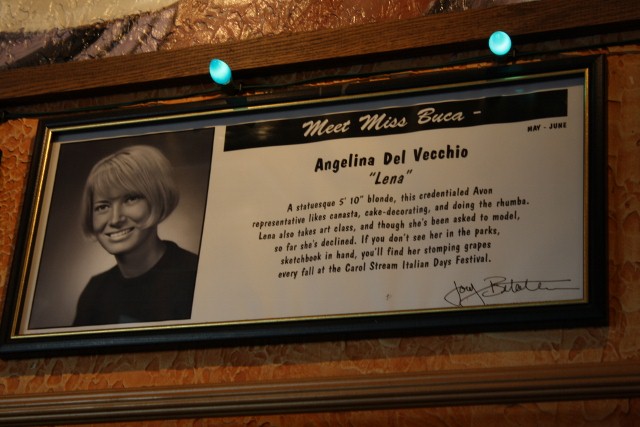 Meet Miss Buca -
MAY - JUNE
Angelina Del Vecchio
"Lena"
A statuesque 5' 10" blende, this credentialed Avon
representative likes canasta, cake-decorating, and doing the rhumba.
Lena also takes art class, and though she's been asked to model,
so far she's declined. If you don't see her in the parks,
sketchbook in hand, you'll find her stomping grapes
every fall at the Carol Stream Italian Days Festival.